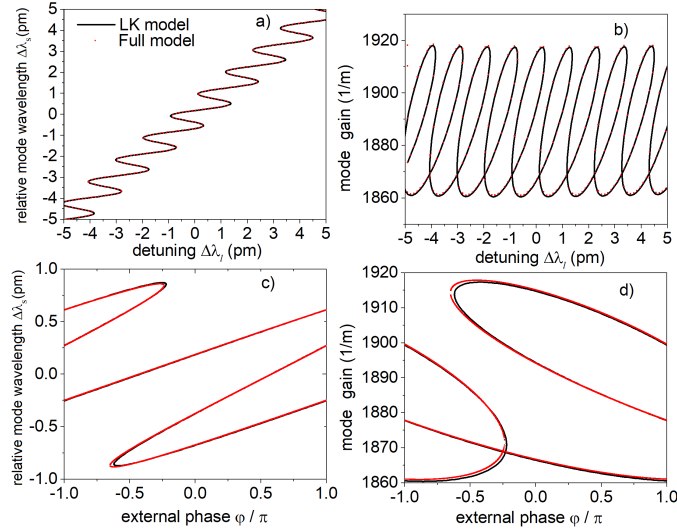 5
4
3
2
1
0
-1
-2
-3
-4
-5
relative mode wavelength Δλs(pm)
LK model
Full model
a)
-5 -4 -3 -2 -1 0 1 2 3 4 5
detuning Δλl (pm)
1920
1900
1880
1860
mode gain (1/m)
b)
-5 -4 -3 -2 -1 0 1 2 3 4 5
detuning Δλl (pm)
1.0
0.5
0.0
-0.5
-1.0
relative mode wavelength Δλs(pm)
c)
-1.0 -0.5 0.0 0.5 1.0
external phase φ / π
1920
1910
1900
1890
1880
1870
1860
mode gain (1/m)
d)
-1.0 -0.5 0.0 0.5 1.0
external phase φ / π